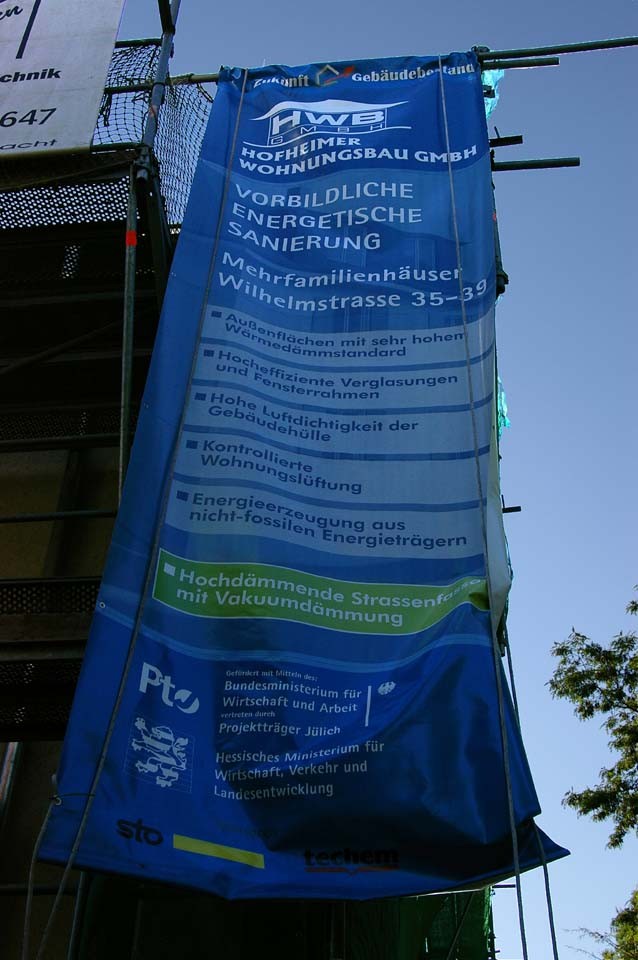 en
chnik
647
acht
Zukunft Gebäudebestand
HWB
GMBH
HOFHEIMER
WOHNUNGSBAU GMBH
VORBILDLICHE
ENERGETISCHE
SANIERUNG
Mehrfamilienhäuser
Wilhelmstrasse 35-39
Außenflächen mit sehr hohem
Wärmedämmstandard
Hocheffiziente Verglasungen
und Fensterrahmen
Hohe Luftdichtigkeit der
Gebäudehülle
Kontrollierte
Wohnungslüftung
Energieerzeugung aus
nicht-fossilen Energieträgern
Hochdämmende Strassenfassade
mit Vakuumdämmung
PtJ
Gefördert mit Mitteln des:
Bundesministerium für
Wirtschaft und Arbeit
vertreten durch
Projektträger Jülich
Hessisches Ministerium für
Wirtschaft, Verkehr und
Landesentwicklung
sto
techem